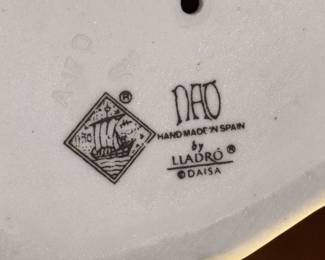 NAO
®
HAND MADE IN SPAIN
by
LLADRÓ ®
© DAISA